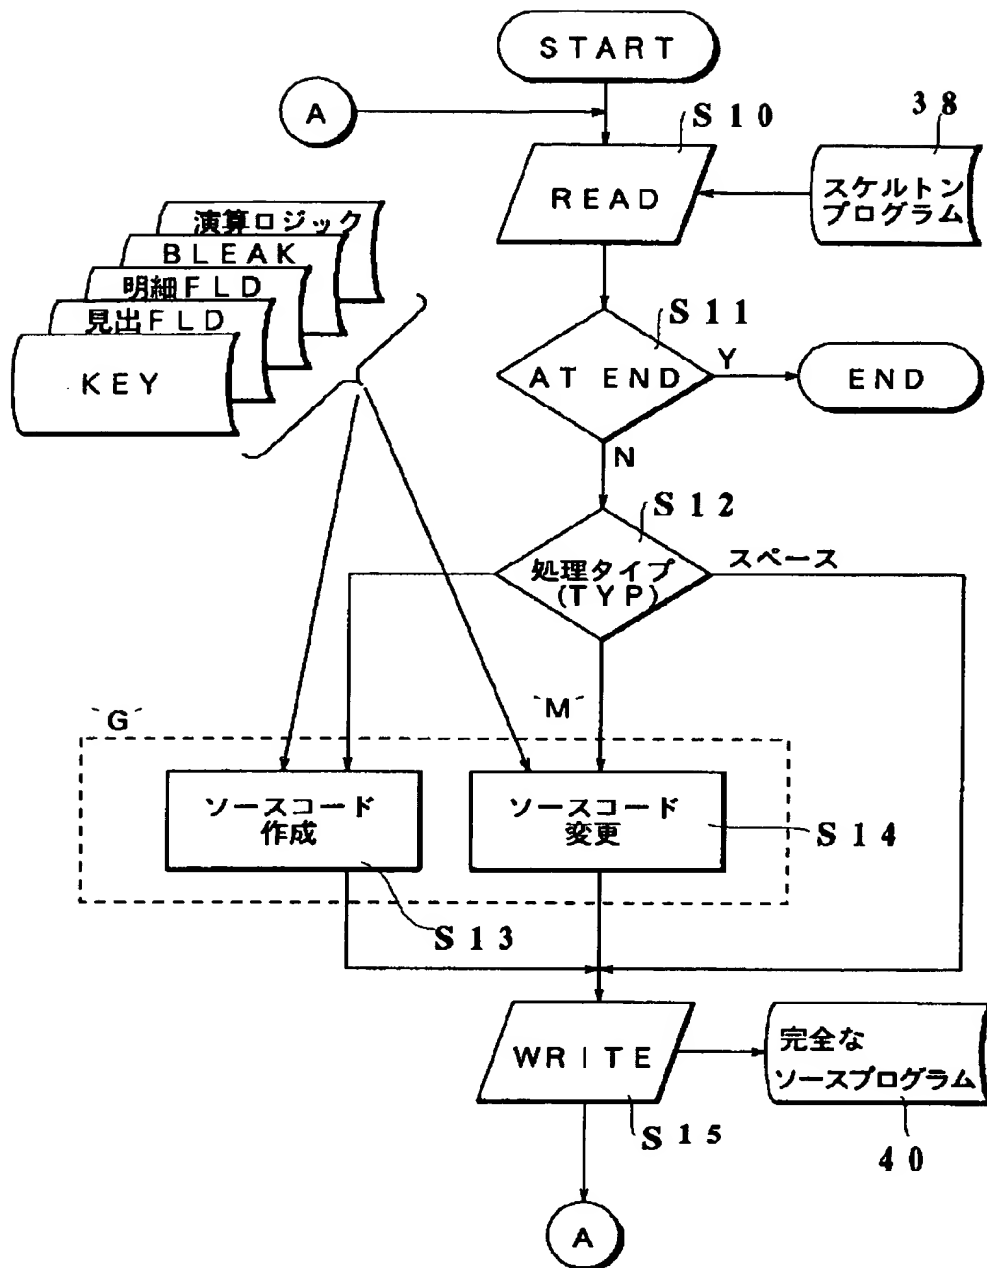 START
A
S10
38
READ
スケルトン
プログラム
演算ロジック
BLEAK
明細FLD
見出FLD
KEY
S11
AT END
Y
END
N
S12
処理タイプ
(TYP)
スペース
`G´
`M´
ソースコード
作成
ソースコード
変更
S14
S13
WRITE
完全な
ソースプログラム
S15
40
A